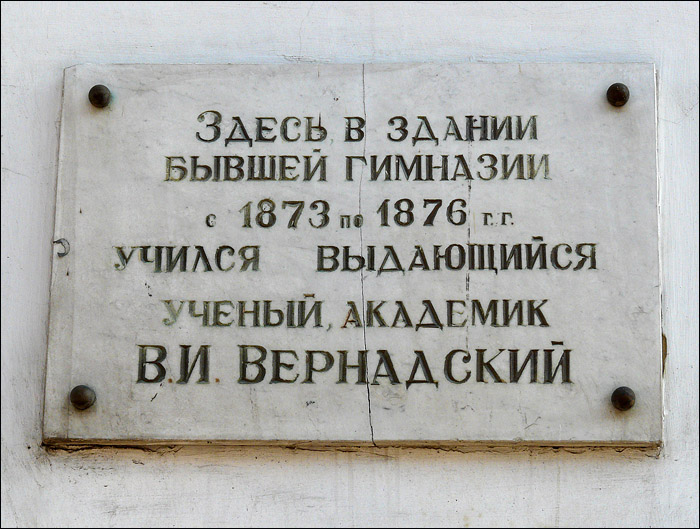 Здесь, в здании
бывшей гимназии
с 1873 по 1876 г.г.
учился выдающийся
ученый, академик
В.И. Вернадский